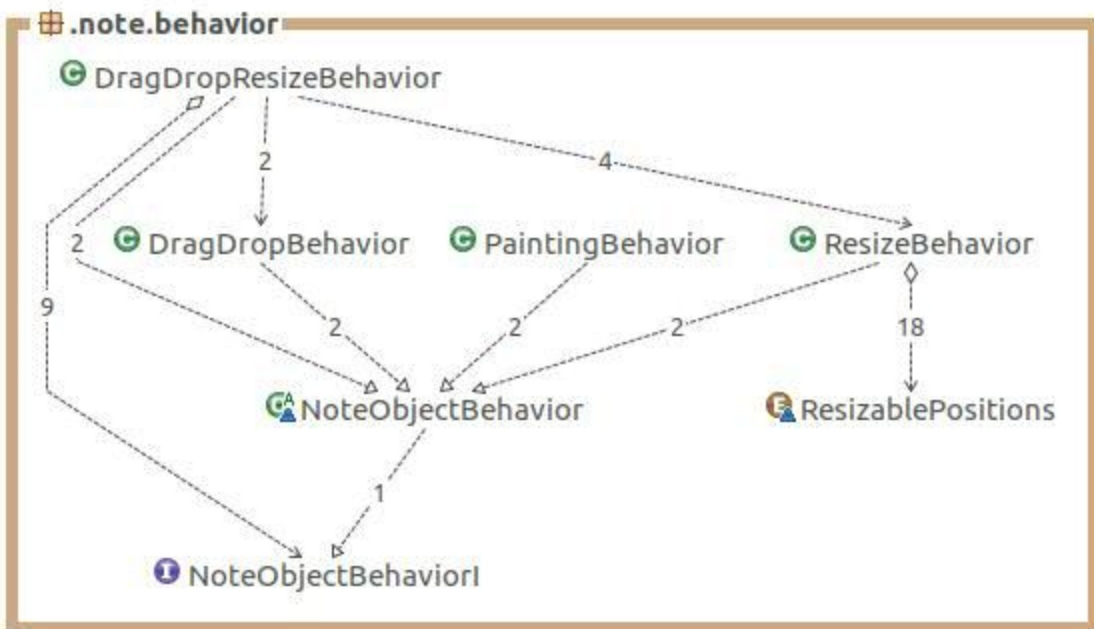 .note.behavior
DragDropResizeBehavior
2
4
2
DragDropBehavior
PaintingBehavior
ResizeBehavior
9
2
2
2
18
NoteObjectBehavior
ResizablePositions
1
NoteObjectBehaviorI